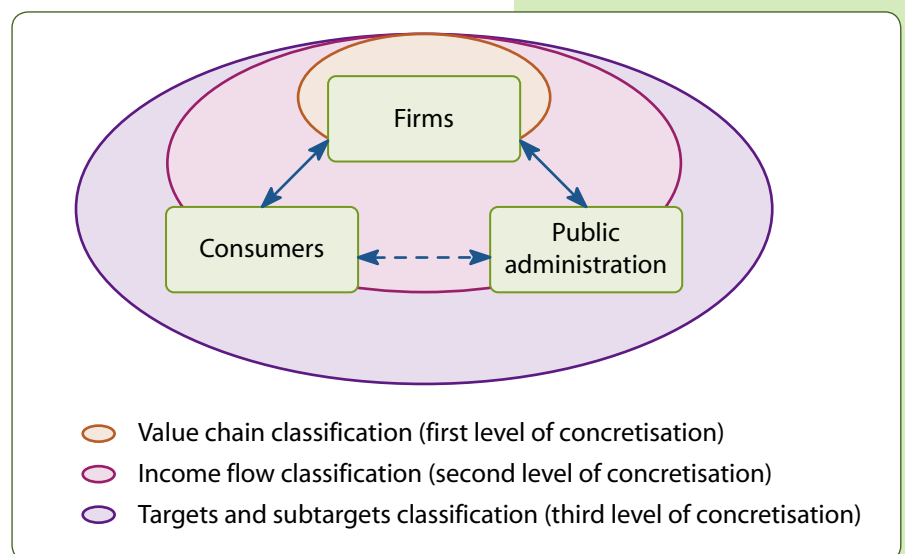 Firms
Consumers
Public
administration
Value chain classification (first level of concretisation)
Income flow classification (second level of concretisation)
Targets and subtargets classification (third level of concretisation)